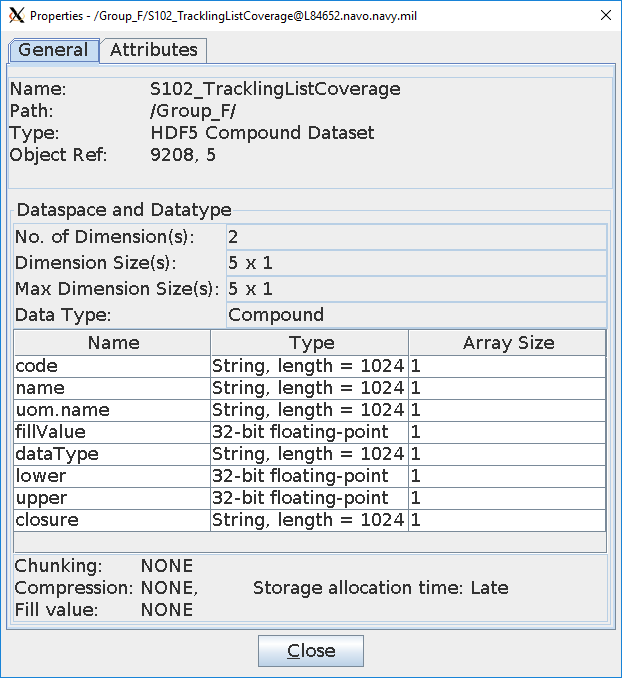 Properties - /Group_F/S102_TracklingListCoverage@L84652.navo.navy.mil
General Attributes
Name: S102_TracklingListCoverage
Path: /Group_F/
Type: HDF5 Compound Dataset
Object Ref: 9208, 5
Dataspace and Datatype
No. of Dimension(s): 2
Dimension Size(s): 5 x 1
Max Dimension Size(s): 5 x 1
Data Type: Compound
Name Type Array Size
code String, length = 1024 1
name String, length = 1024 1
uom.name String, length = 1024 1
fillValue 32-bit floating-point 1
dataType String, length = 1024 1
lower 32-bit floating-point 1
upper 32-bit floating-point 1
closure String, length = 1024 1
Chunking: NONE
Compression: NONE, Storage allocation time: Late
Fill value: NONE
Close